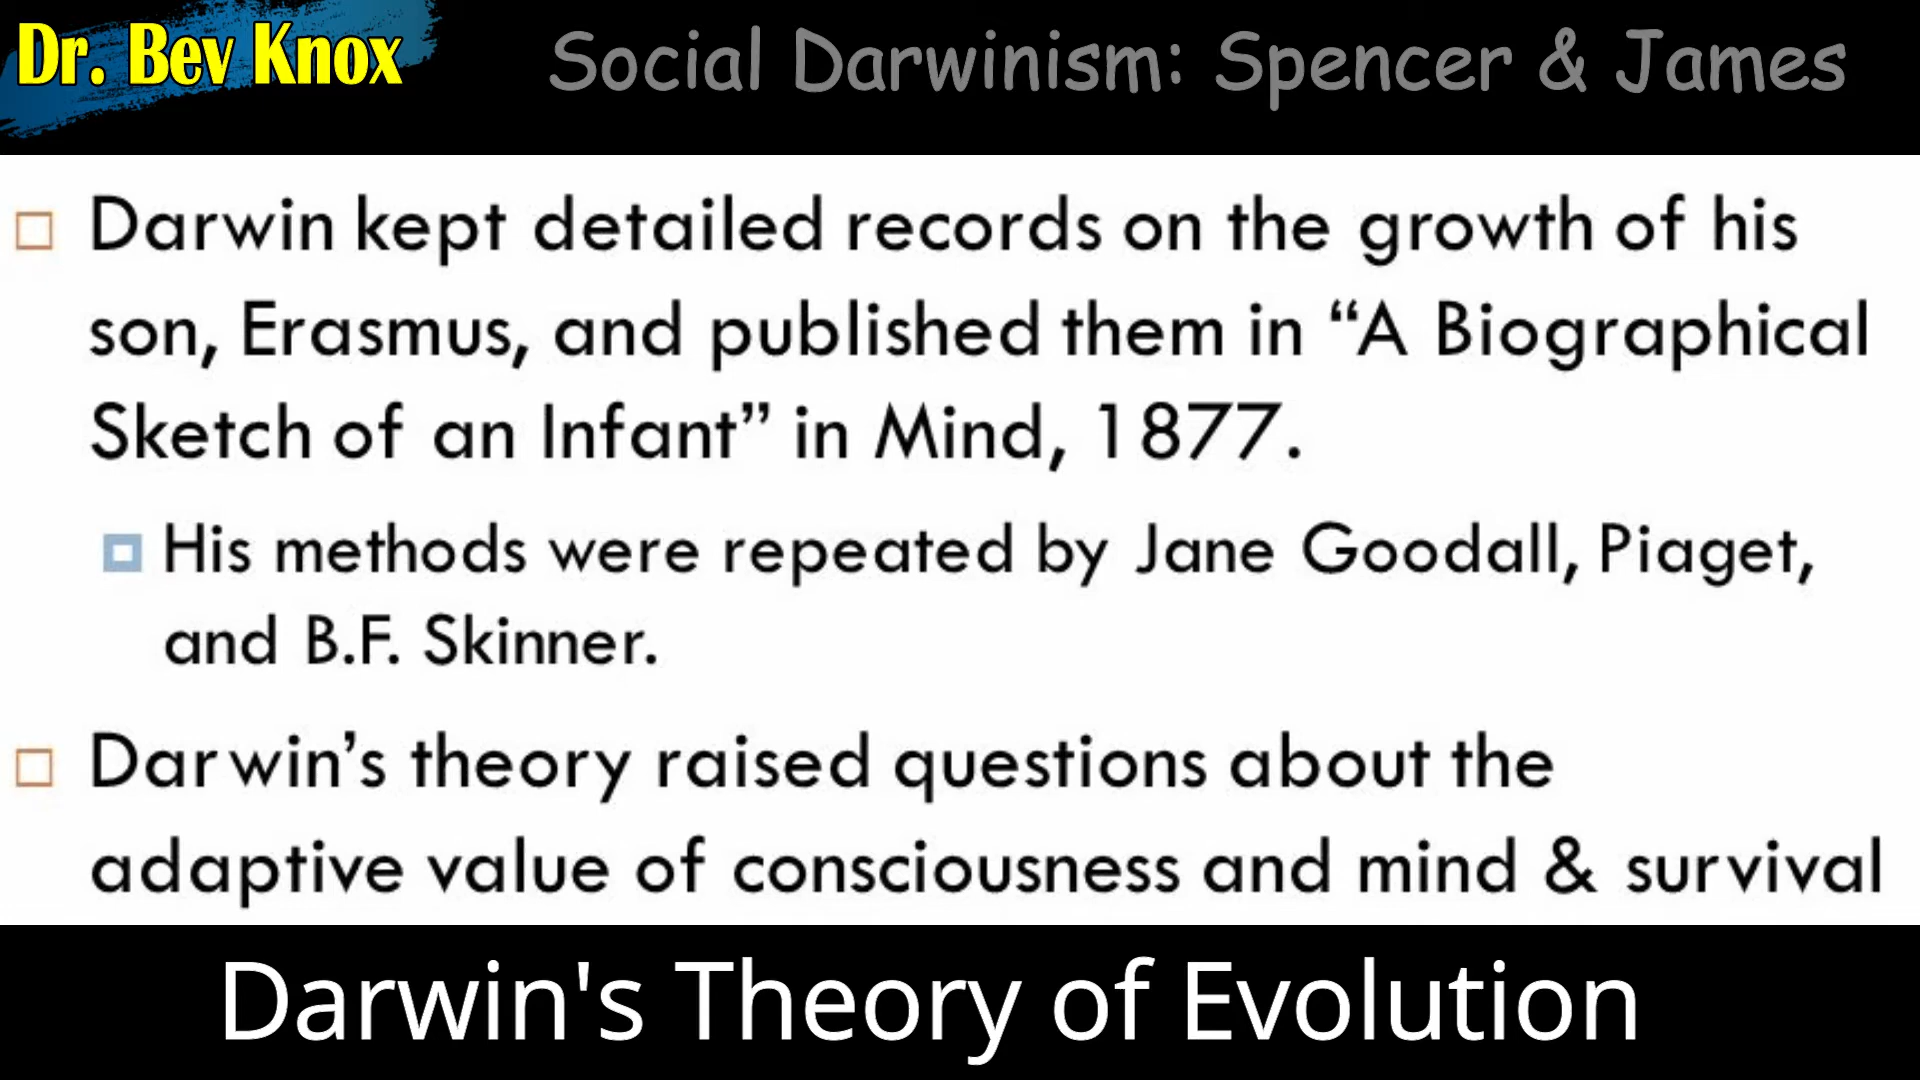 Dr. Bev Knox
Social Darwinism: Spencer & James
Darwin kept detailed records on the growth of his
son, Erasmus, and published them in “A Biographical
Sketch of an Infant” in Mind, 1877.
His methods were repeated by Jane Goodall, Piaget,
and B.F. Skinner.
Darwin’s theory raised questions about the
adaptive value of consciousness and mind & survival
Darwin's Theory of Evolution